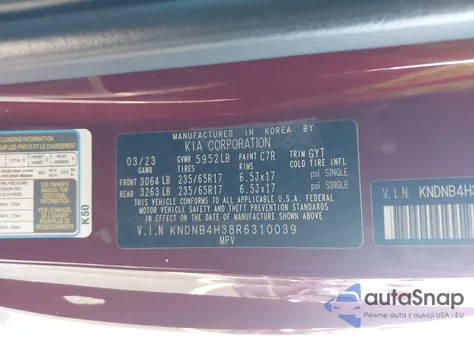 MANUFACTURED IN KOREA BY
KIA CORPORATION
03/23 GVWR 5952LB PAINT C7R TRIM GYT
GAWR TIRES RIMS COLD TIRE INFL
FRONT 3064 LB 235/65R17 6.5Jx17 psi SINGLE
REAR 3263 LB 235/65R17 6.5Jx17 psi SINGLE
THIS VEHICLE CONFORMS TO ALL APPLICABLE U.S.A. FEDERAL
MOTOR VEHICLE SAFETY STANDARDS IN EFFECT ON THE
DATE OF MANUFACTURE SHOWN ABOVE.
V.I.N KNDNB4H38R6310039
MPV
LOADING INFORMATION
K50
V.I.N. KNDNB4H
autoSnap
Pewne auta z aukcji USA i EU